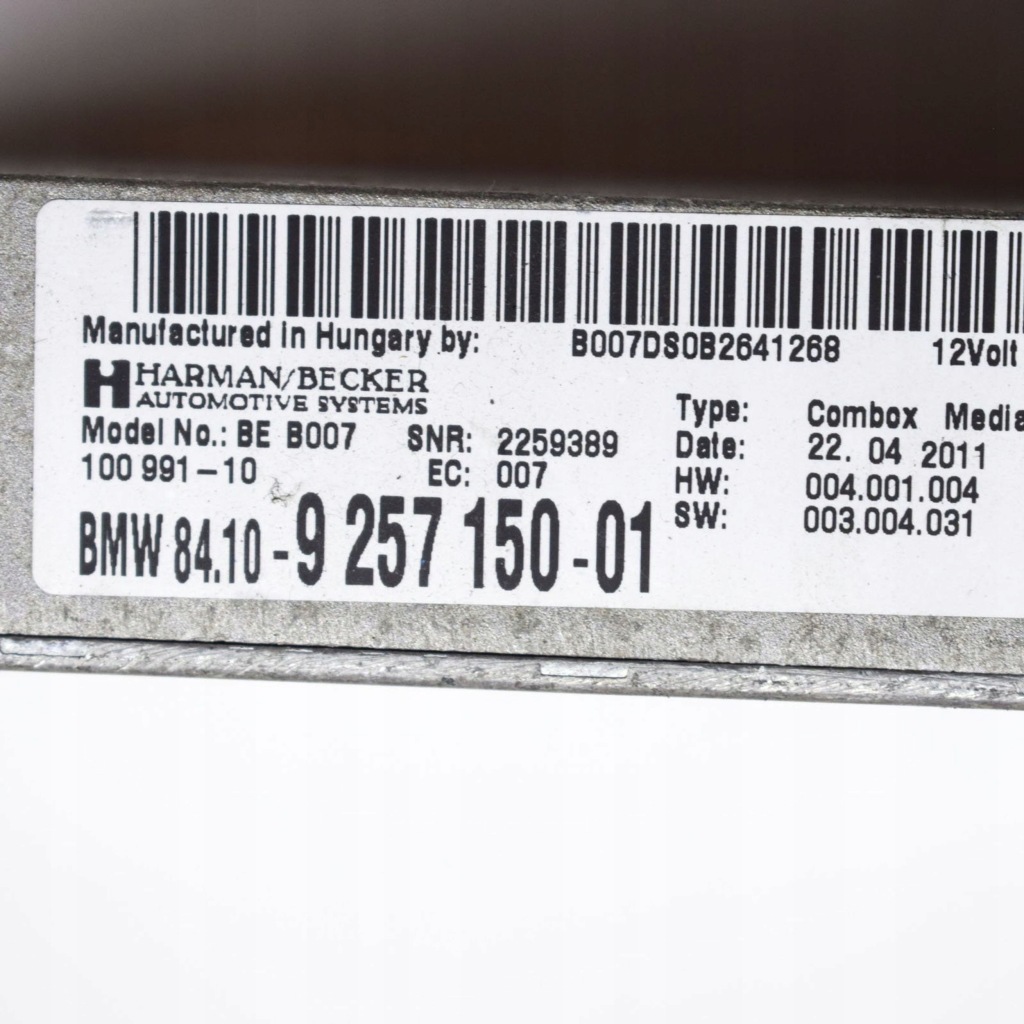 Manufactured in Hungary by: B007DS0B2641268 12Volt
HARMAN/BECKER
AUTOMOTIVE SYSTEMS
Model No.: BE B007 SNR: 2259389
100 991-10 EC: 007
BMW 84.10-9 257 150-01
Type: Combox Media
Date: 22. 04 2011
HW: 004.001.004
SW: 003.004.031